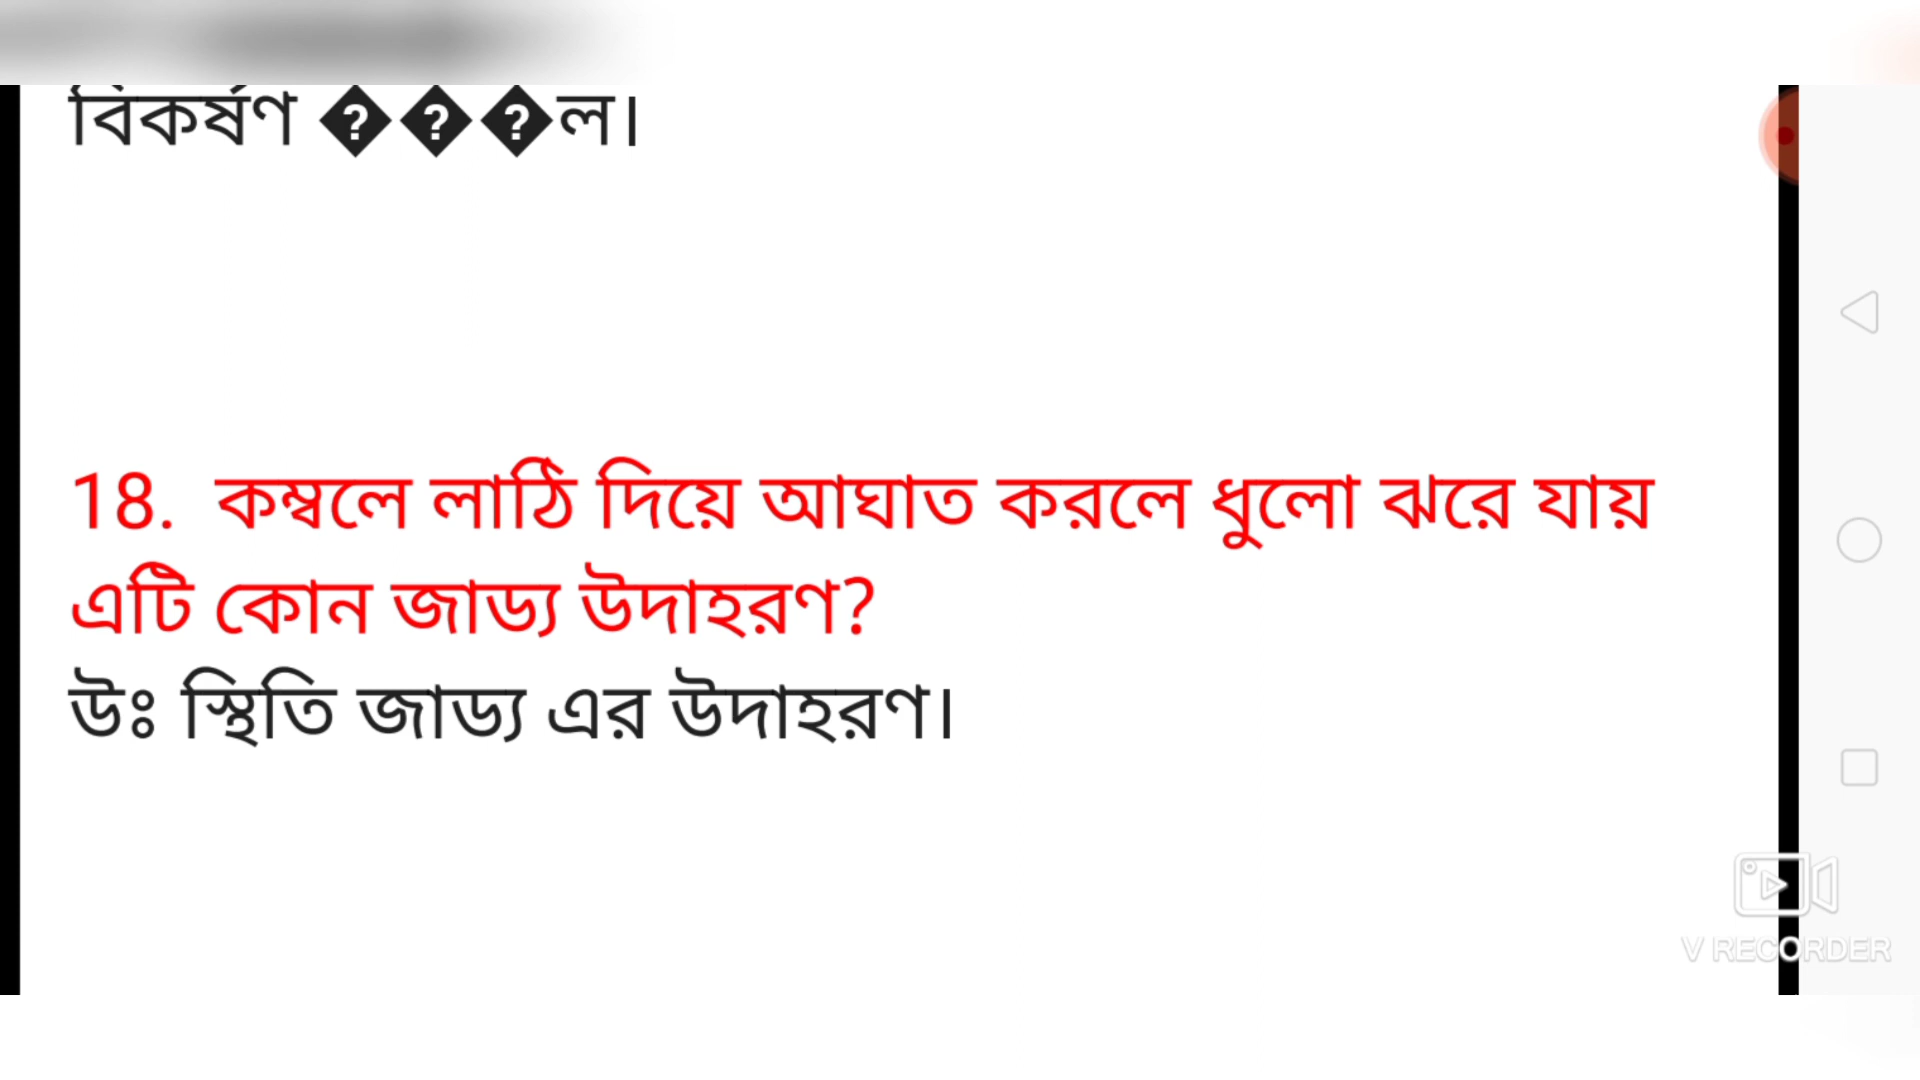 বিকর্ষণ ���ল।
18. কম্বলে লাঠি দিয়ে আঘাত করলে ধুলো ঝরে যায়
এটি কোন জাড্য উদাহরণ?
উঃ স্থিতি জাড্য এর উদাহরণ।
V RECORDER